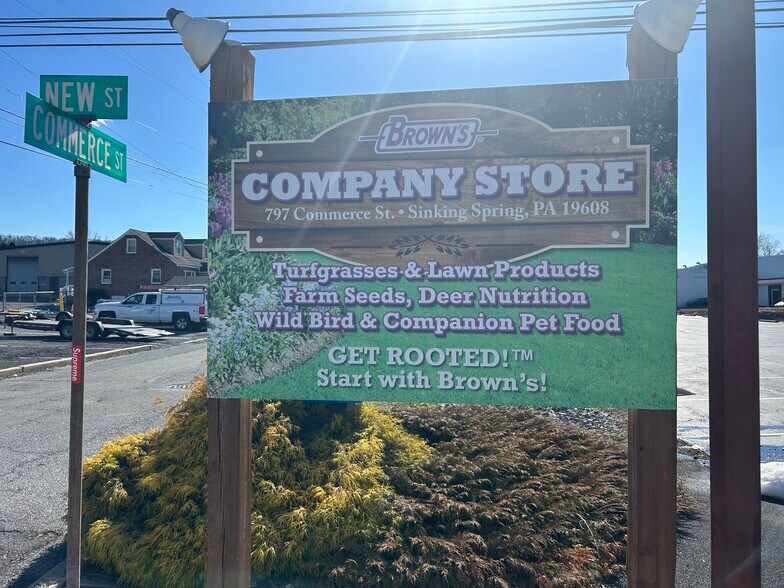 NEW ST
COMMERCE ST
Supreme
BROWN'S
COMPANY STORE
797 Commerce St. • Sinking Spring, PA 19608
Turfgrasses & Lawn Products
Farm Seeds, Deer Nutrition
Wild Bird & Companion Pet Food
GET ROOTED!™
Start with Brown's!